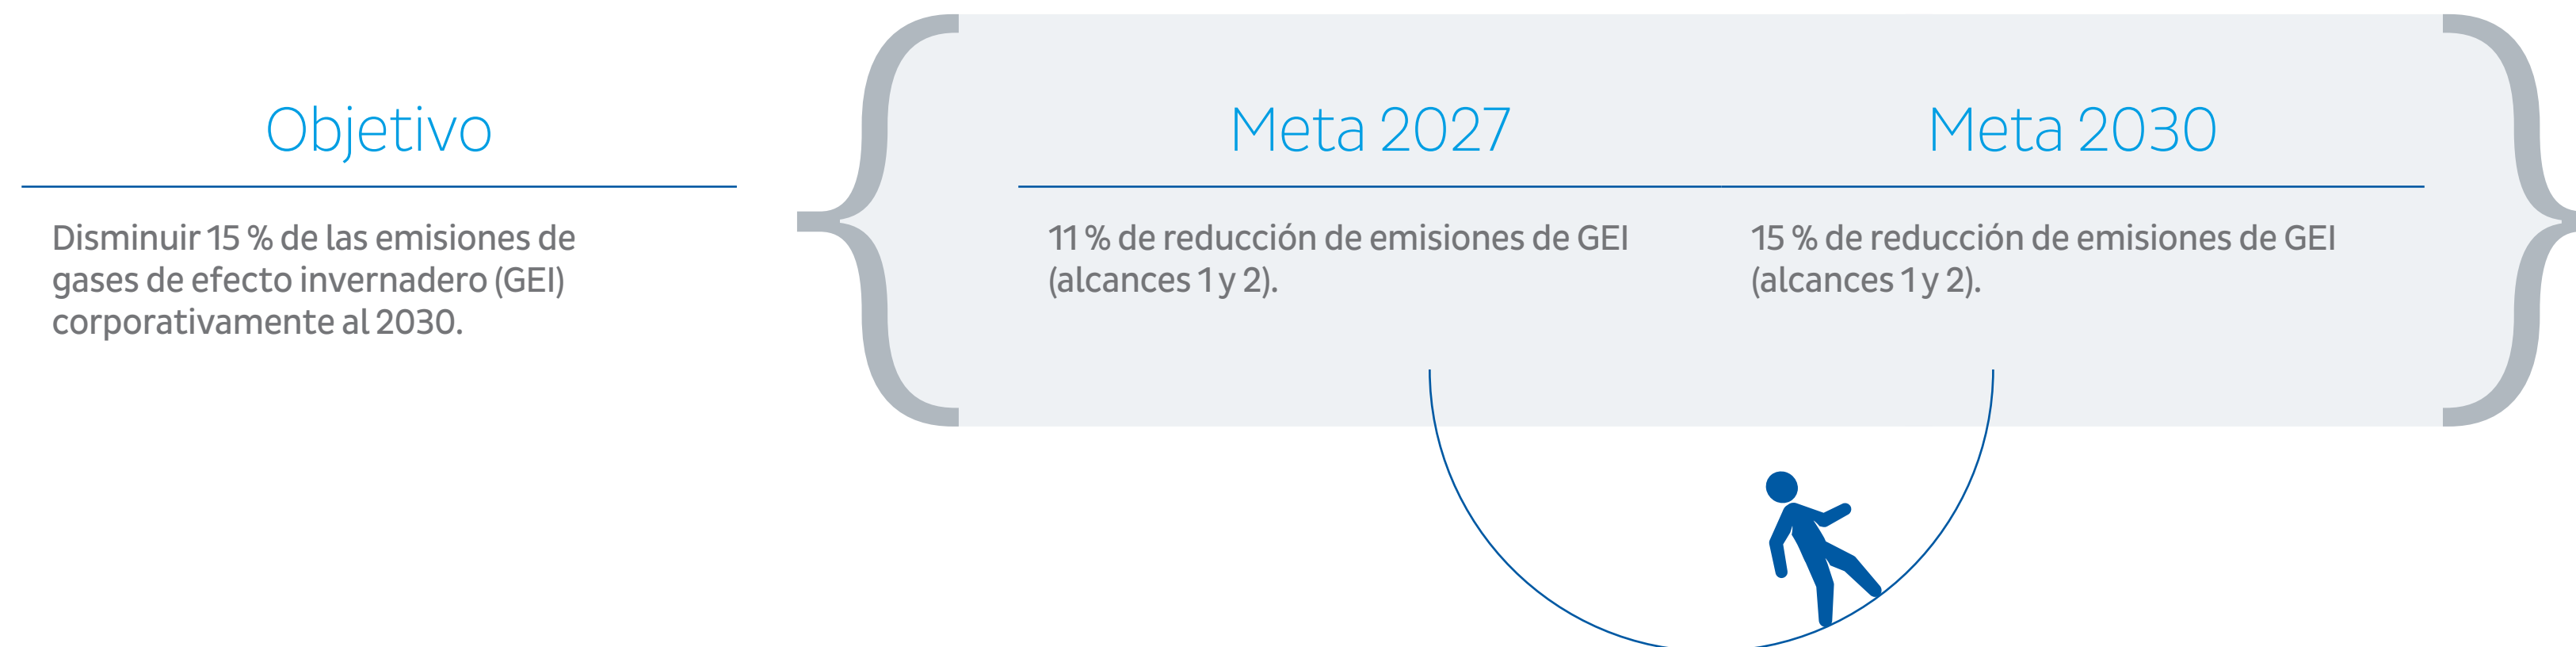 Objetivo
Disminuir 15 % de las emisiones de
gases de efecto invernadero (GEI)
corporativamente al 2030.
Meta 2027
11 % de reducción de emisiones de GEI
(alcances 1 y 2).
Meta 2030
15 % de reducción de emisiones de GEI
(alcances 1 y 2).